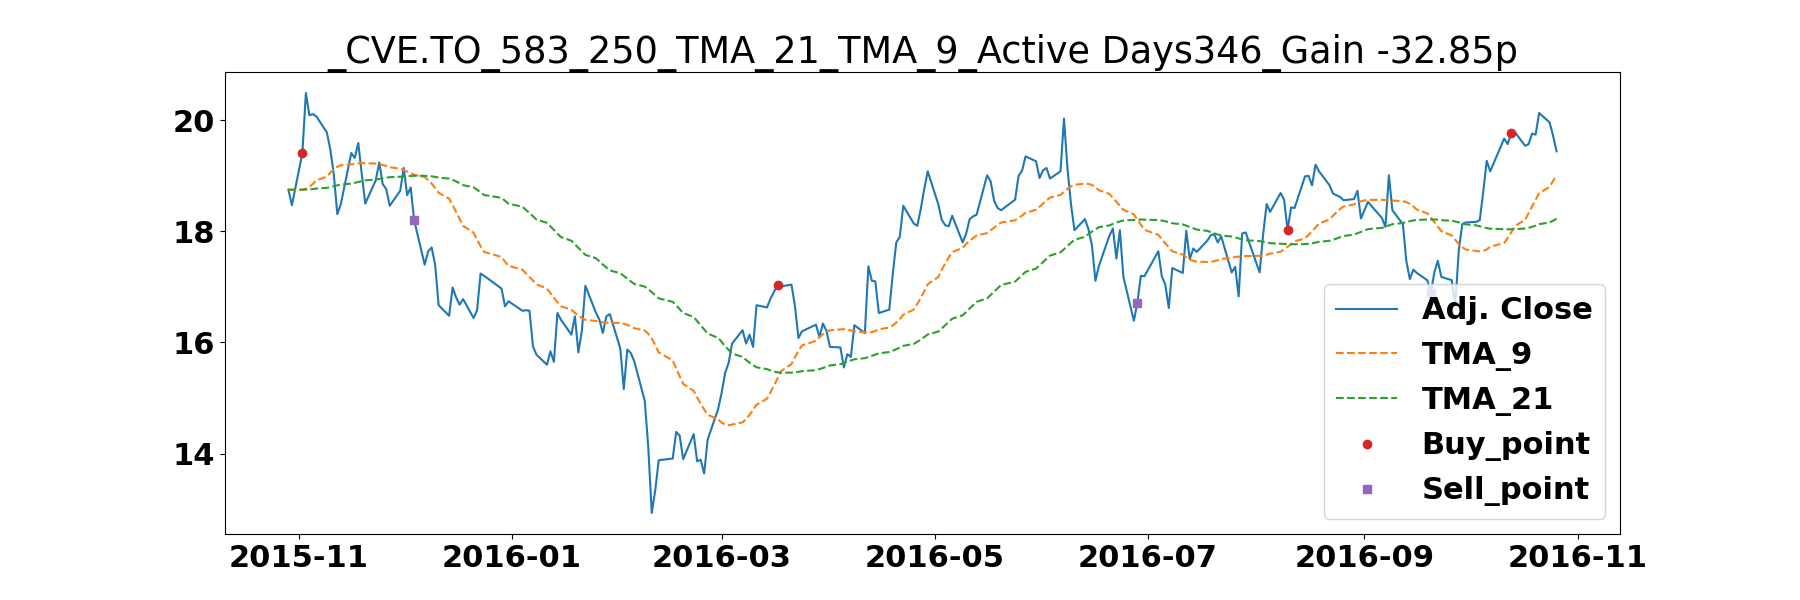 _CVE.TO_583_250_TMA_21_TMA_9_Active Days346_Gain -32.85p
20
18
16
14
Adj. Close
TMA_9
TMA_21
Buy_point
Sell_point
2015-11 2016-01 2016-03 2016-05 2016-07 2016-09 2016-11